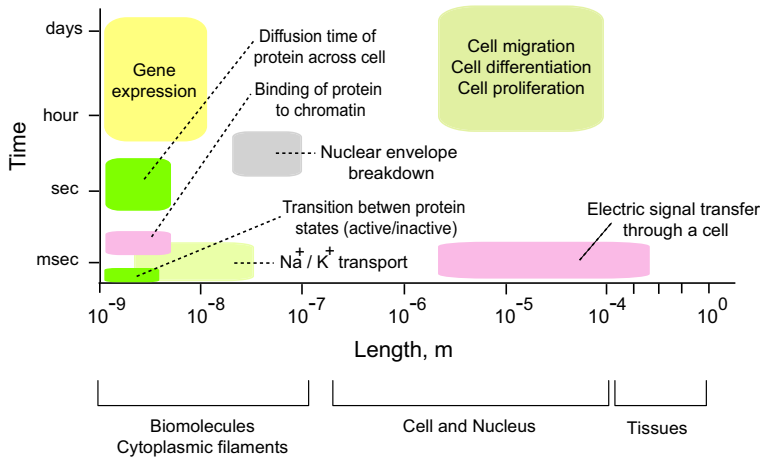 days
hour
sec
msec
Time
Gene
expression
Diffusion time of
protein across cell
Binding of protein
to chromatin
Nuclear envelope
breakdown
Transition betwen protein
states (active/inactive)
Na⁺/ K⁺ transport
Cell migration
Cell differentiation
Cell proliferation
Electric signal transfer
through a cell
10⁻⁹ 10⁻⁸ 10⁻⁷ 10⁻⁶ 10⁻⁵ 10⁻⁴ 10⁰
Length, m
Biomolecules
Cytoplasmic filaments
Cell and Nucleus
Tissues